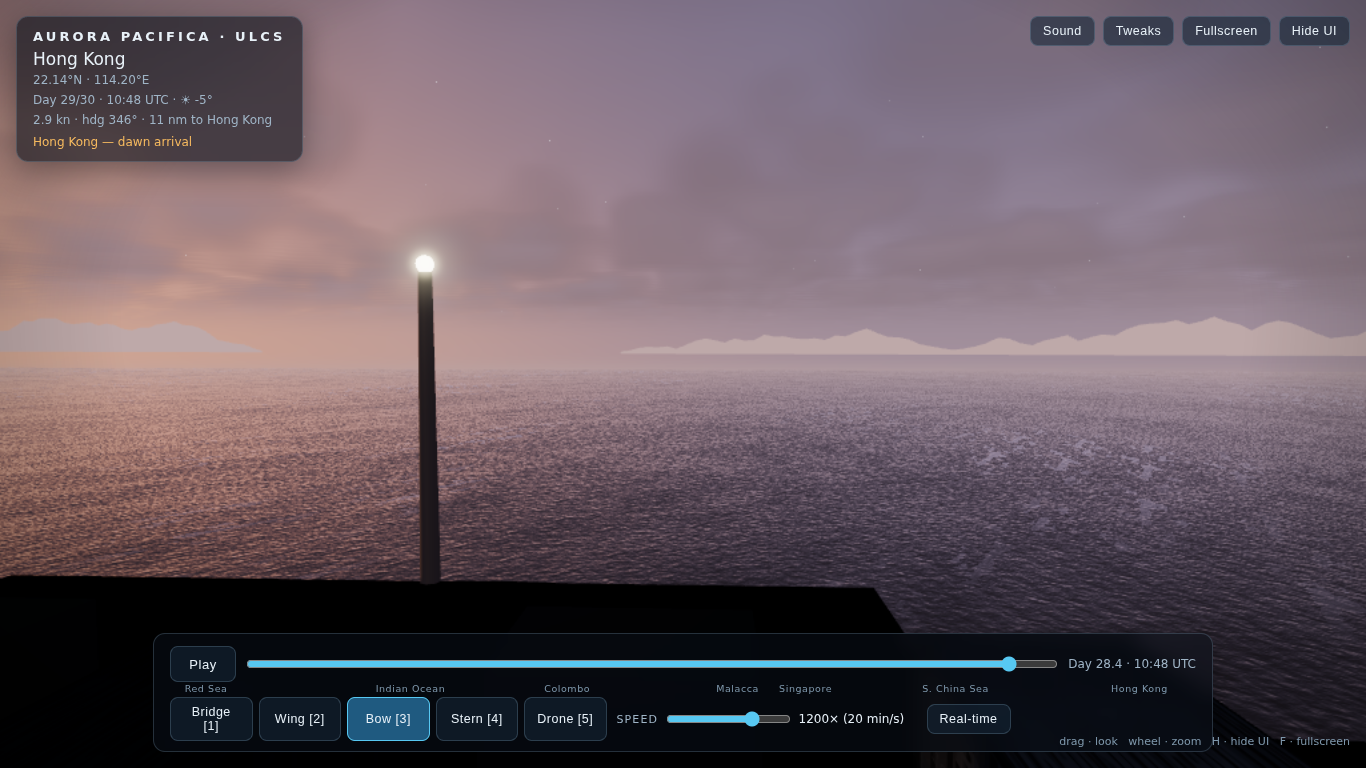 AURORA PACIFICA · ULCS
Hong Kong
22.14°N · 114.20°E
Day 29/30 · 10:48 UTC · ☀ -5°
2.9 kn · hdg 346° · 11 nm to Hong Kong
Hong Kong — dawn arrival
Sound
Tweaks
Fullscreen
Hide UI
Play
Day 28.4 · 10:48 UTC
Red Sea
Indian Ocean
Colombo
Malacca
Singapore
S. China Sea
Hong Kong
Bridge
[1]
Wing [2]
Bow [3]
Stern [4]
Drone [5]
SPEED
1200× (20 min/s)
Real-time
drag · look wheel · zoom H · hide UI F · fullscreen